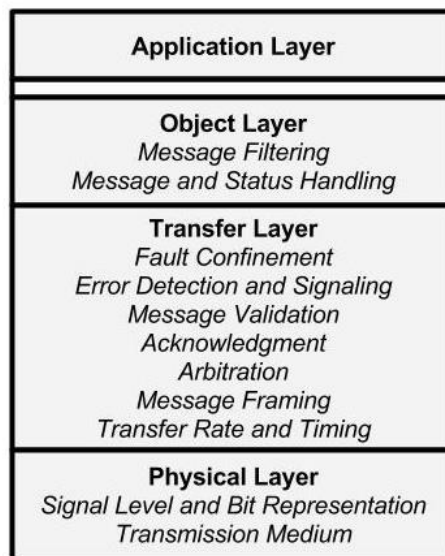 Application Layer
Object Layer
Message Filtering
Message and Status Handling
Transfer Layer
Fault Confinement
Error Detection and Signaling
Message Validation
Acknowledgment
Arbitration
Message Framing
Transfer Rate and Timing
Physical Layer
Signal Level and Bit Representation
Transmission Medium